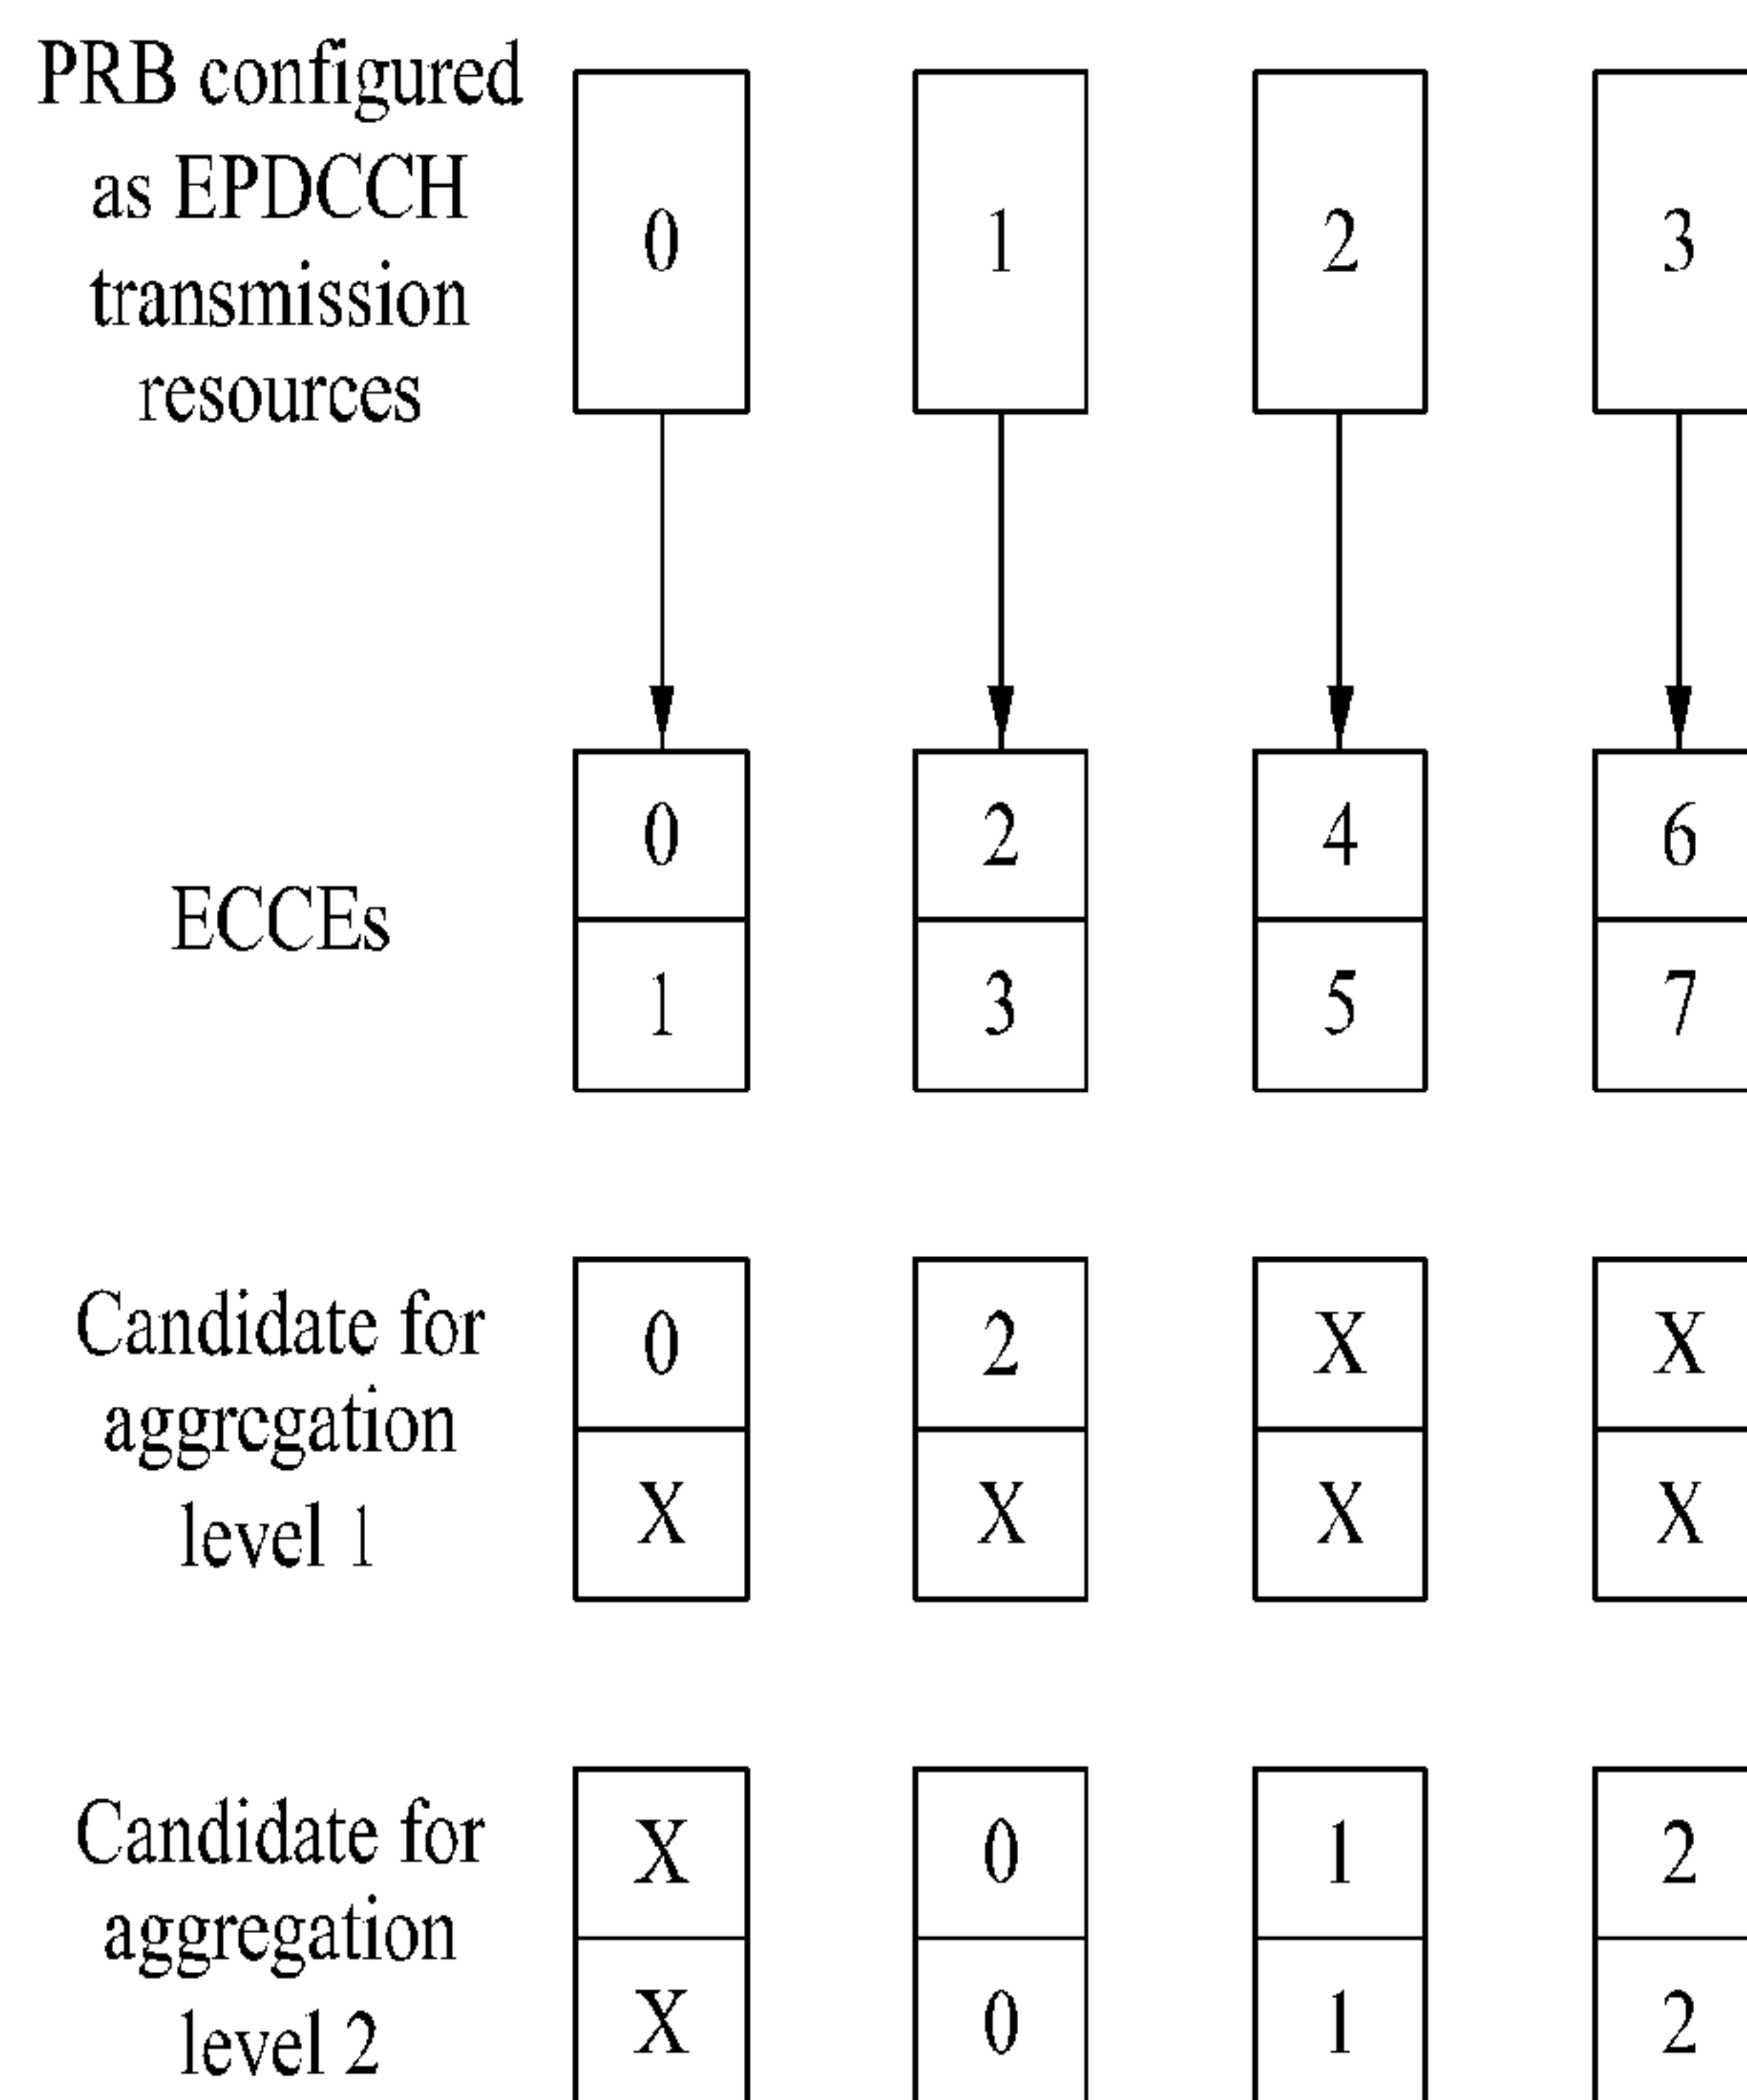 PRB configured
as EPDCCH
transmission
resources
0 1 2 3
ECCEs
0 2 4 6
1 3 5 7
Candidate for
aggregation
level 1
0 2 X X
X X X X
Candidate for
aggregation
level 2
X 0 1 2
X 0 1 2